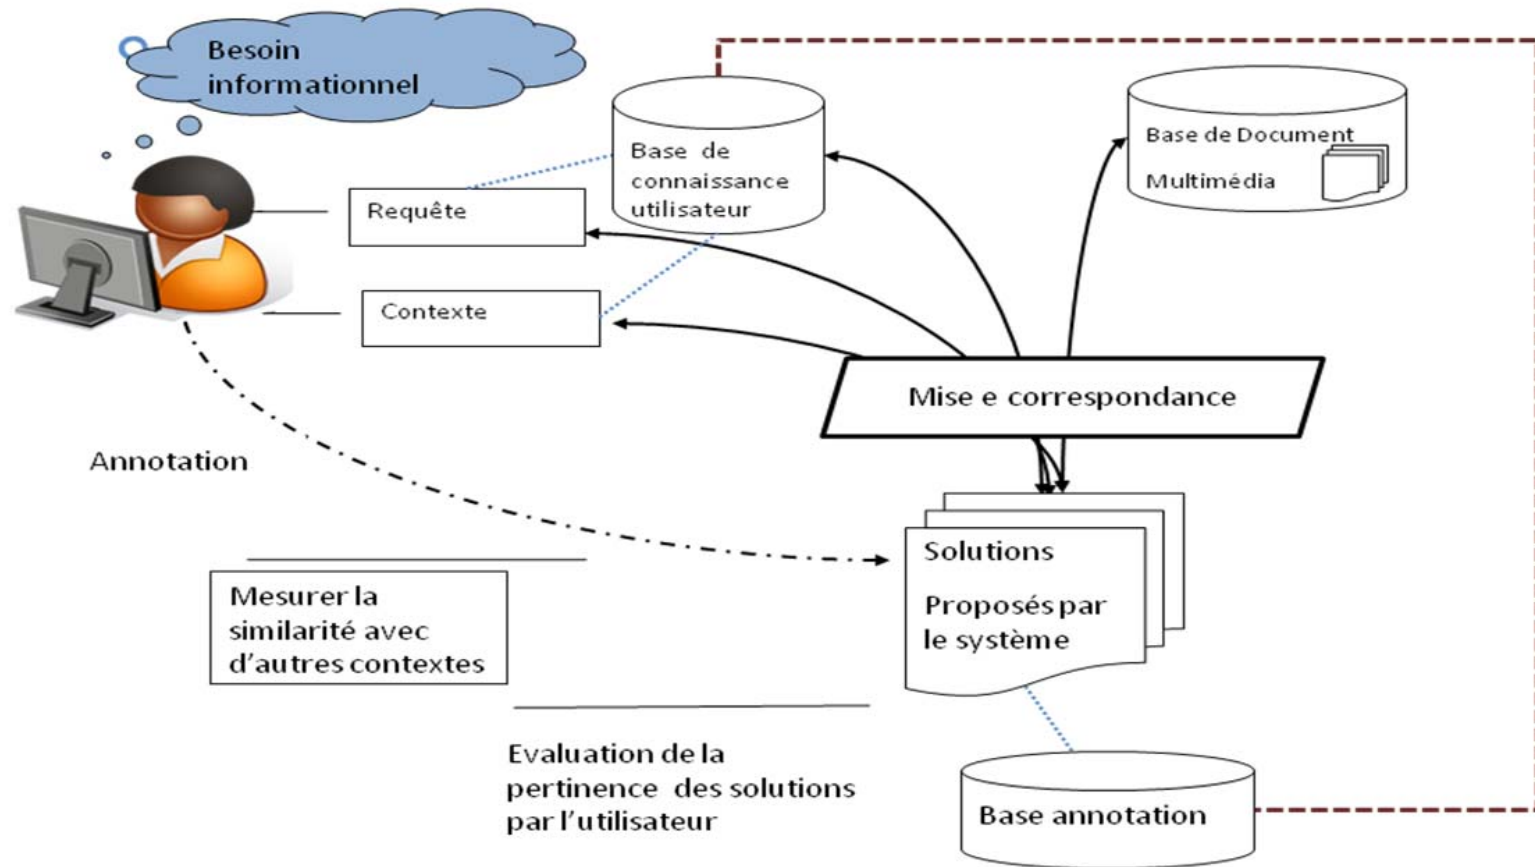 Besoin
informationnel
Base de
connaissance
utilisateur
Base de Document
Multimédia
Requête
Contexte
Mise e correspondance
Annotation
Solutions
Proposés par
le système
Mesurer la
similarité avec
d'autres contextes
Evaluation de la
pertinence des solutions
par l'utilisateur
Base annotation